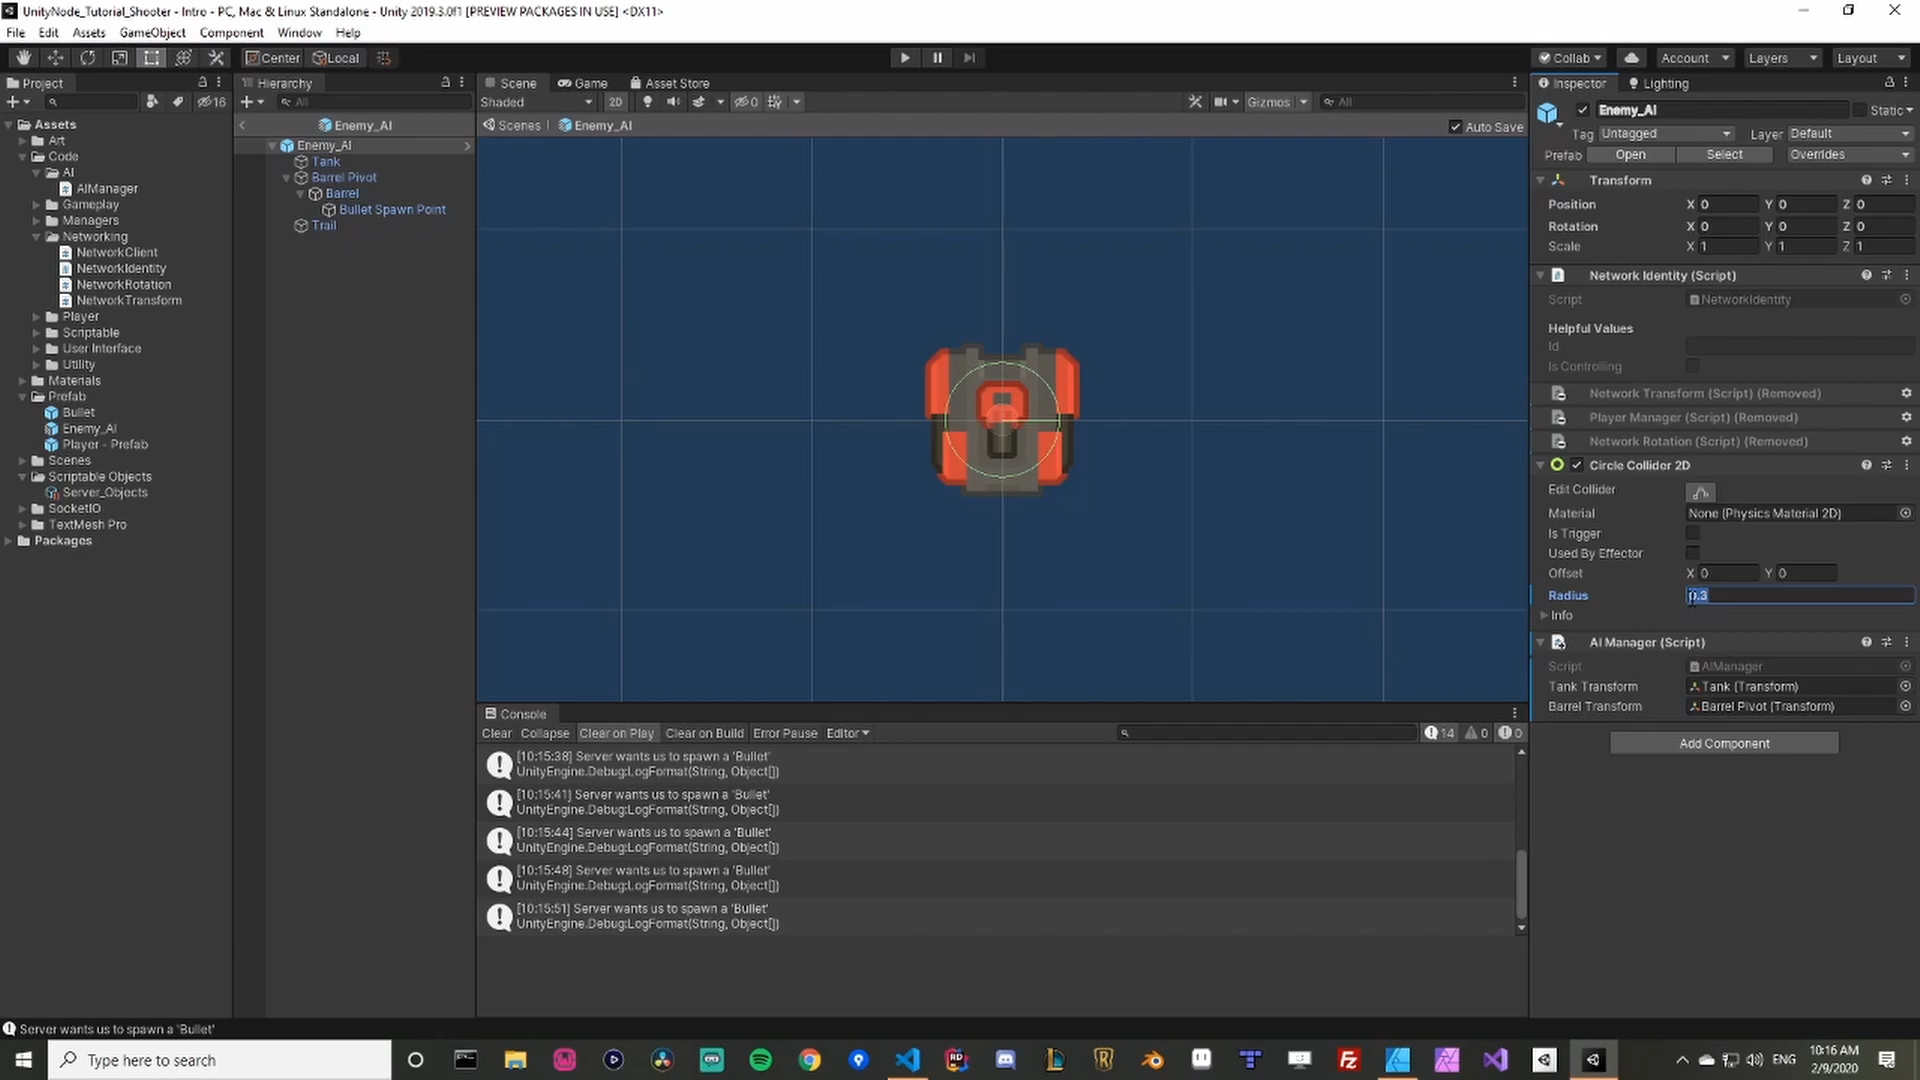 UnityNode_Tutorial_Shooter - Intro - PC, Mac & Linux Standalone - Unity 2019.3.0f1 [PREVIEW PACKAGES IN USE] <DX11>
File Edit Assets GameObject Component Window Help
Center Local Collab Account Layers Layout
Project
16
Assets
Art
Code
AI
AIManager
Gameplay
Managers
Networking
NetworkClient
NetworkIdentity
NetworkRotation
NetworkTransform
Player
Scriptable
User Interface
Utility
Materials
Prefab
Bullet
Enemy_AI
Player - Prefab
Scenes
Scriptable Objects
Server_Objects
SocketIO
TextMesh Pro
Packages
Hierarchy
All
Enemy_AI
Enemy_AI
Tank
Barrel Pivot
Barrel
Bullet Spawn Point
Trail
Scene Game Asset Store
Shaded 2D 0 Gizmos All
Scenes Enemy_AI Auto Save
Console
Clear Collapse Clear on Play Clear on Build Error Pause Editor 14 0 0
[10:15:38] Server wants us to spawn a 'Bullet'
UnityEngine.Debug:LogFormat(String, Object[])
[10:15:41] Server wants us to spawn a 'Bullet'
UnityEngine.Debug:LogFormat(String, Object[])
[10:15:44] Server wants us to spawn a 'Bullet'
UnityEngine.Debug:LogFormat(String, Object[])
[10:15:48] Server wants us to spawn a 'Bullet'
UnityEngine.Debug:LogFormat(String, Object[])
[10:15:51] Server wants us to spawn a 'Bullet'
UnityEngine.Debug:LogFormat(String, Object[])
Inspector Lighting
Enemy_AI Static
Tag Untagged Layer Default
Prefab Open Select Overrides
Transform
Position X 0 Y 0 Z 0
Rotation X 0 Y 0 Z 0
Scale X 1 Y 1 Z 1
Network Identity (Script)
Script NetworkIdentity
Helpful Values
Id
Is Controlling
Network Transform (Script) (Removed)
Player Manager (Script) (Removed)
Network Rotation (Script) (Removed)
Circle Collider 2D
Edit Collider
Material None (Physics Material 2D)
Is Trigger
Used By Effector
Offset X 0 Y 0
Radius 0.3
Info
AI Manager (Script)
Script AIManager
Tank Transform Tank (Transform)
Barrel Transform Barrel Pivot (Transform)
Add Component
Server wants us to spawn a 'Bullet'
Type here to search
ENG
10:16 AM
2/9/2020